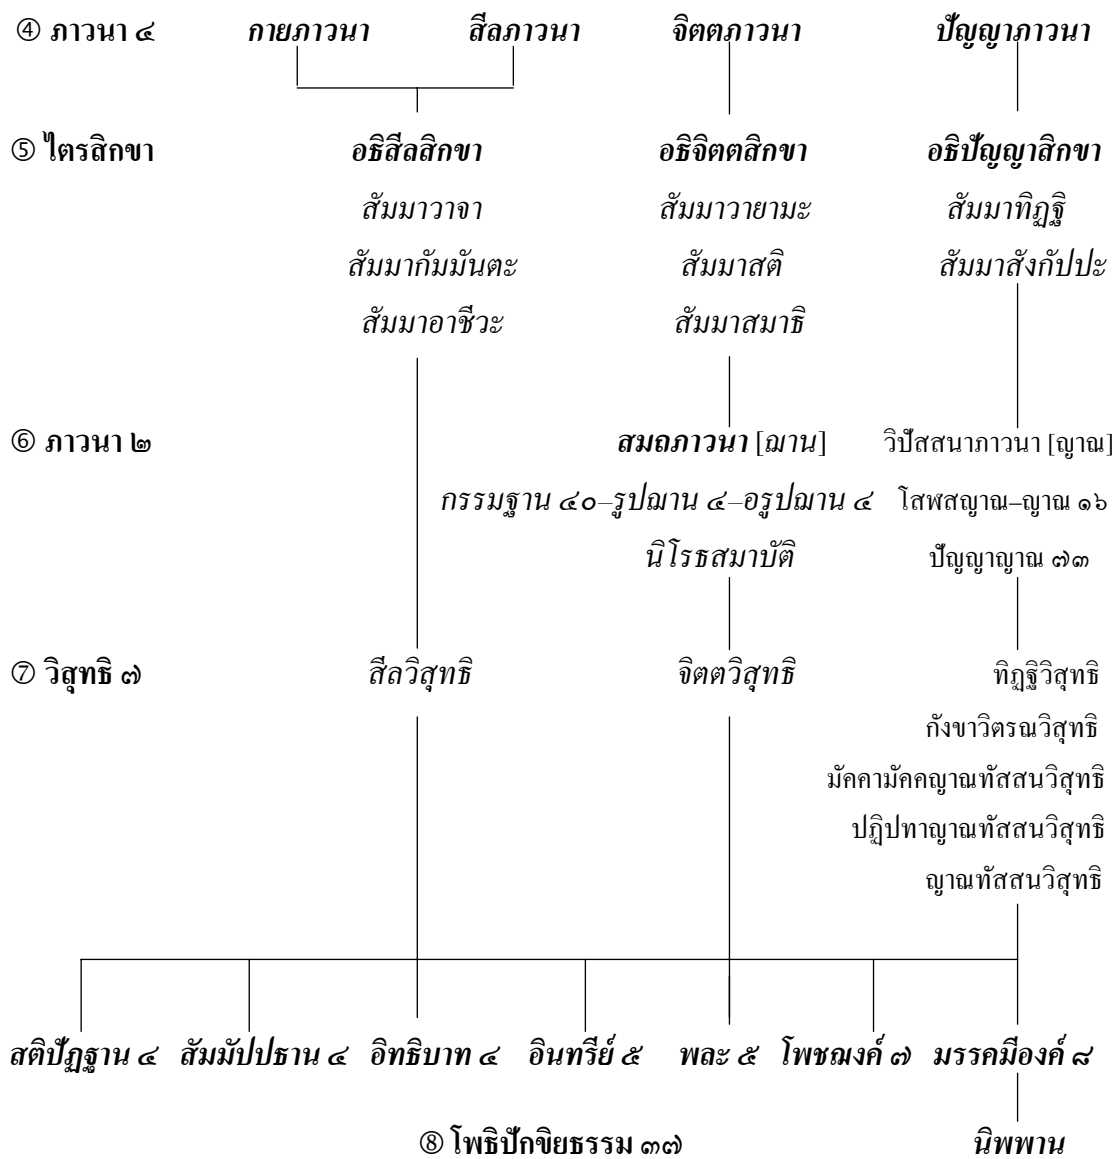 ④ ภาวนา ๔ กายภาวนา สีลภาวนา จิตตภาวนา ปัญญาภาวนา
⑤ ไตรสิกขา อธิสีลสิกขา อธิจิตตสิกขา อธิปัญญาสิกขา
สัมมาวาจา สัมมาวายามะ สัมมาทิฏฐิ
สัมมากัมมันตะ สัมมาสติ สัมมาสังกัปปะ
สัมมาอาชีวะ สัมมาสมาธิ
⑥ ภาวนา ๒ สมถภาวนา [ฌาน] วิปัสสนาภาวนา [ญาณ]
กรรมฐาน ๔๐–รูปฌาน ๔–อรูปฌาน ๔ โสฬสญาณ–ญาณ ๑๖
นิโรธสมาบัติ ปัญญาญาณ ๗๓
⑦ วิสุทธิ ๗ สีลวิสุทธิ จิตตวิสุทธิ ทิฏฐิวิสุทธิ
กังขาวิตรณวิสุทธิ
มัคคามัคคญาณทัสสนวิสุทธิ
ปฏิปทาญาณทัสสนวิสุทธิ
ญาณทัสสนวิสุทธิ
สติปัฏฐาน ๔ สัมมัปปธาน ๔ อิทธิบาท ๔ อินทรีย์ ๕ พละ ๕ โพชฌงค์ ๗ มรรคมีองค์ ๘
⑧ โพธิปักขิยธรรม ๓๗ นิพพาน